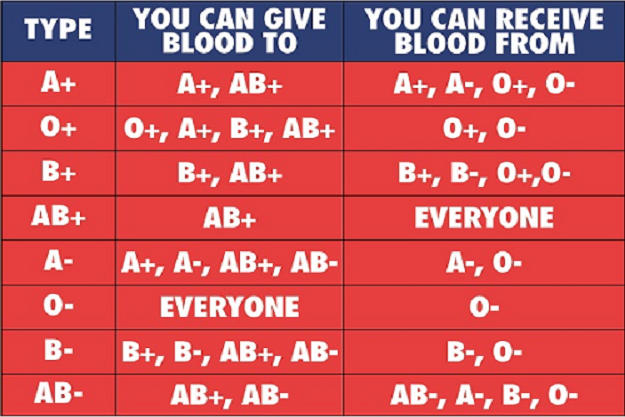 TYPE
YOU CAN GIVE
BLOOD TO
YOU CAN RECEIVE
BLOOD FROM
A+
A+, AB+
A+, A-, O+, O-
O+
O+, A+, B+, AB+
O+, O-
B+
B+, AB+
B+, B-, O+,O-
AB+
AB+
EVERYONE
A-
A+, A-, AB+, AB-
A-, O-
O-
EVERYONE
O-
B-
B+, B-, AB+, AB-
B-, O-
AB-
AB+, AB-
AB-, A-, B-, O-